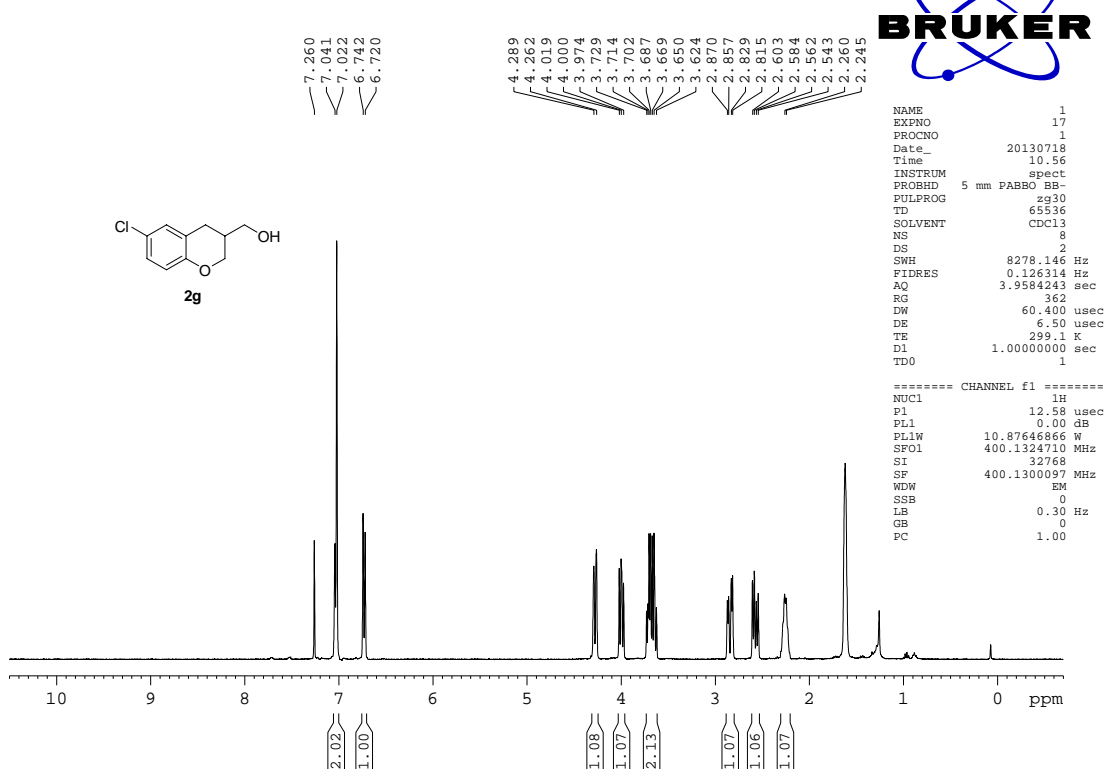 BRUKER
7.260
7.041
7.022
6.742
6.720
4.289
4.262
4.019
4.000
3.974
3.729
3.714
3.702
3.687
3.669
3.650
3.624
2.870
2.857
2.829
2.815
2.603
2.584
2.562
2.543
2.260
2.245
NAME 1
EXPNO 17
PROCNO 1
Date_ 20130718
Time 10.56
INSTRUM spect
PROBHD 5 mm PABBO BB-
PULPROG zg30
TD 65536
SOLVENT CDCl3
NS 8
DS 2
SWH 8278.146 Hz
FIDRES 0.126314 Hz
AQ 3.9584243 sec
RG 362
DW 60.400 usec
DE 6.50 usec
TE 299.1 K
D1 1.00000000 sec
TD0 1
======== CHANNEL f1 ========
NUC1 1H
P1 12.58 usec
PL1 0.00 dB
PL1W 10.87646866 W
SFO1 400.1324710 MHz
SI 32768
SF 400.1300097 MHz
WDW EM
SSB 0
LB 0.30 Hz
GB 0
PC 1.00
Cl
OH
O
2g
10 9 8 7 6 5 4 3 2 1 0 ppm
2.02
1.00
1.08
1.07
2.13
1.07
1.06
1.07